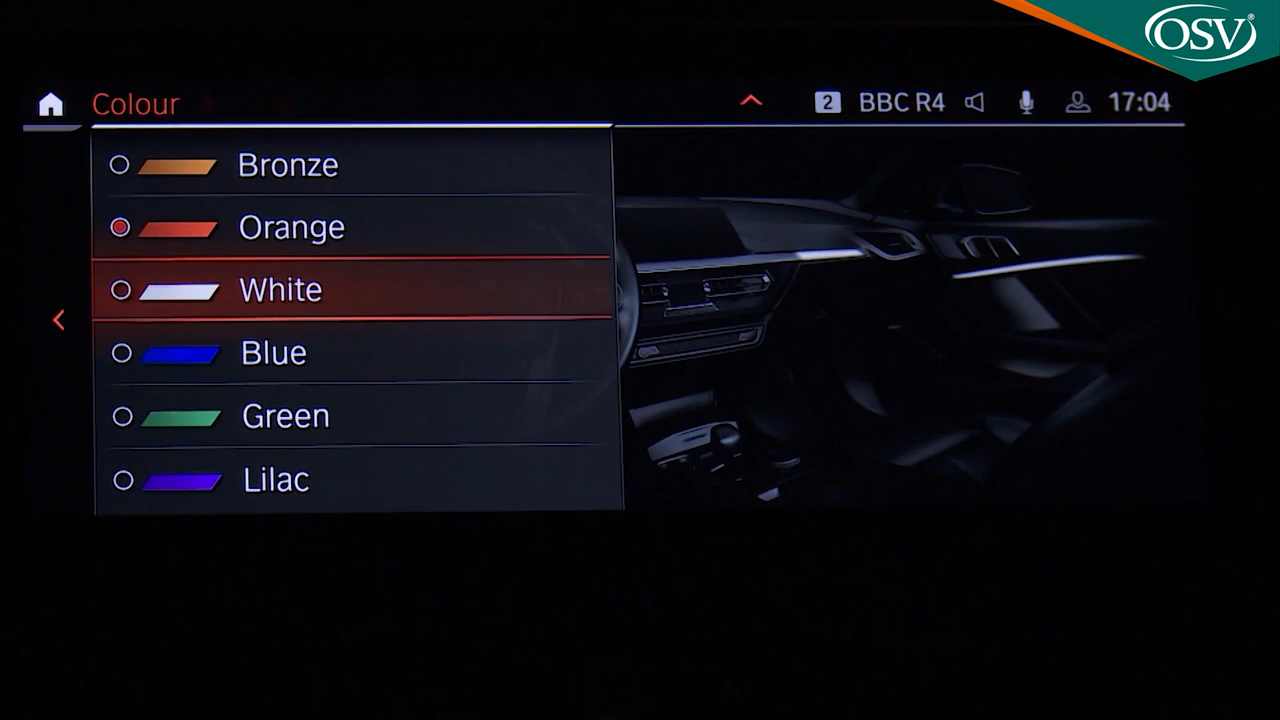 OSV®
Colour
2 BBC R4 17:04
Bronze
Orange
White
Blue
Green
Lilac